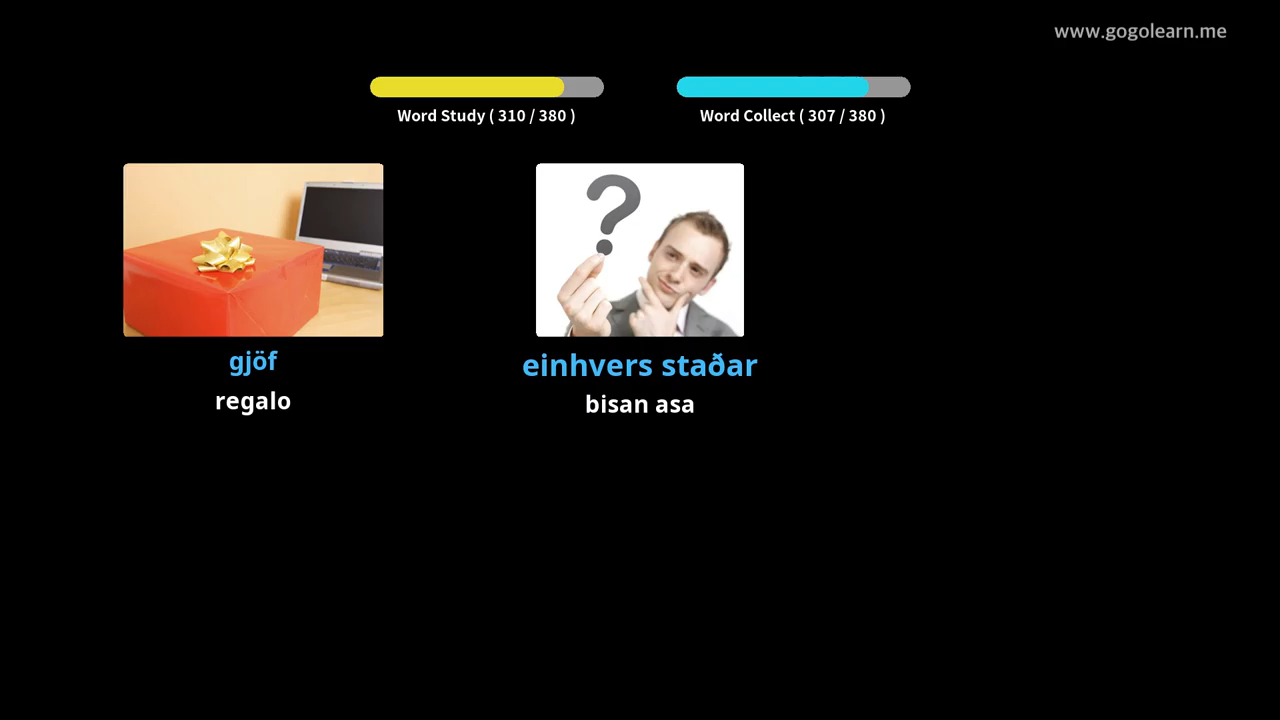 www.gogolearn.me
Word Study ( 310 / 380 )
Word Collect ( 307 / 380 )
gjöf
regalo
einhvers staðar
bisan asa